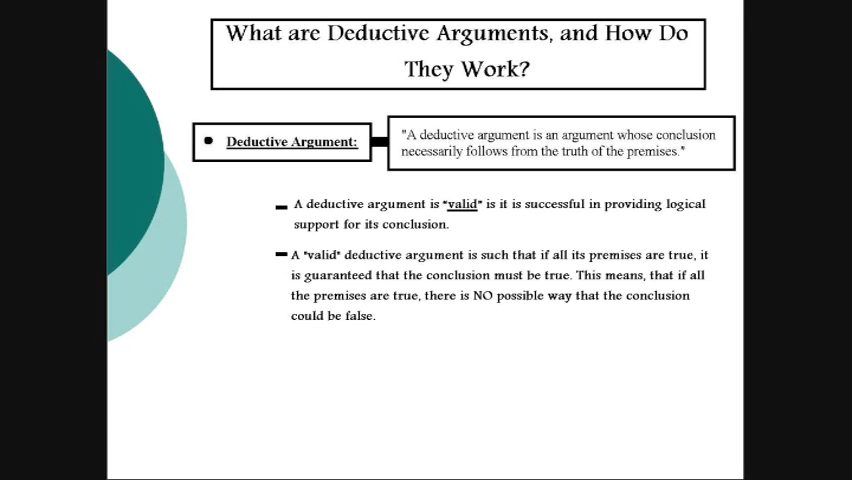 What are Deductive Arguments, and How Do
They Work?
Deductive Argument:
"A deductive argument is an argument whose conclusion
necessarily follows from the truth of the premises."
A deductive argument is "valid" is it is successful in providing logical
support for its conclusion.
A "valid" deductive argument is such that if all its premises are true, it
is guaranteed that the conclusion must be true. This means, that if all
the premises are true, there is NO possible way that the conclusion
could be false.